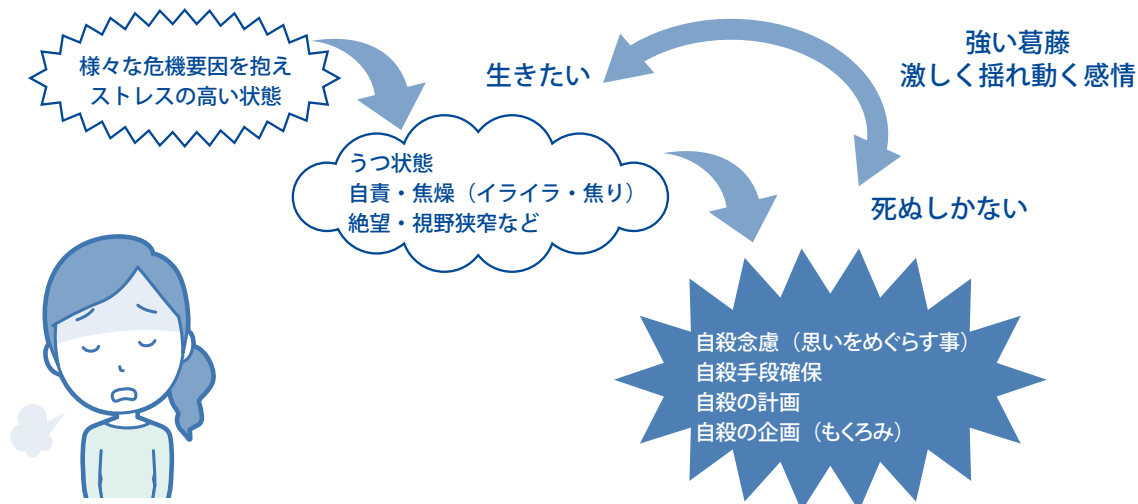 様々な危機要因を抱え
ストレスの高い状態
生きたい
強い葛藤
激しく揺れ動く感情
うつ状態
自責・焦燥（イライラ・焦り）
絶望・視野狭窄など
死ぬしかない
自殺念慮（思いをめぐらす事）
自殺手段確保
自殺の計画
自殺の企画（もくろみ）